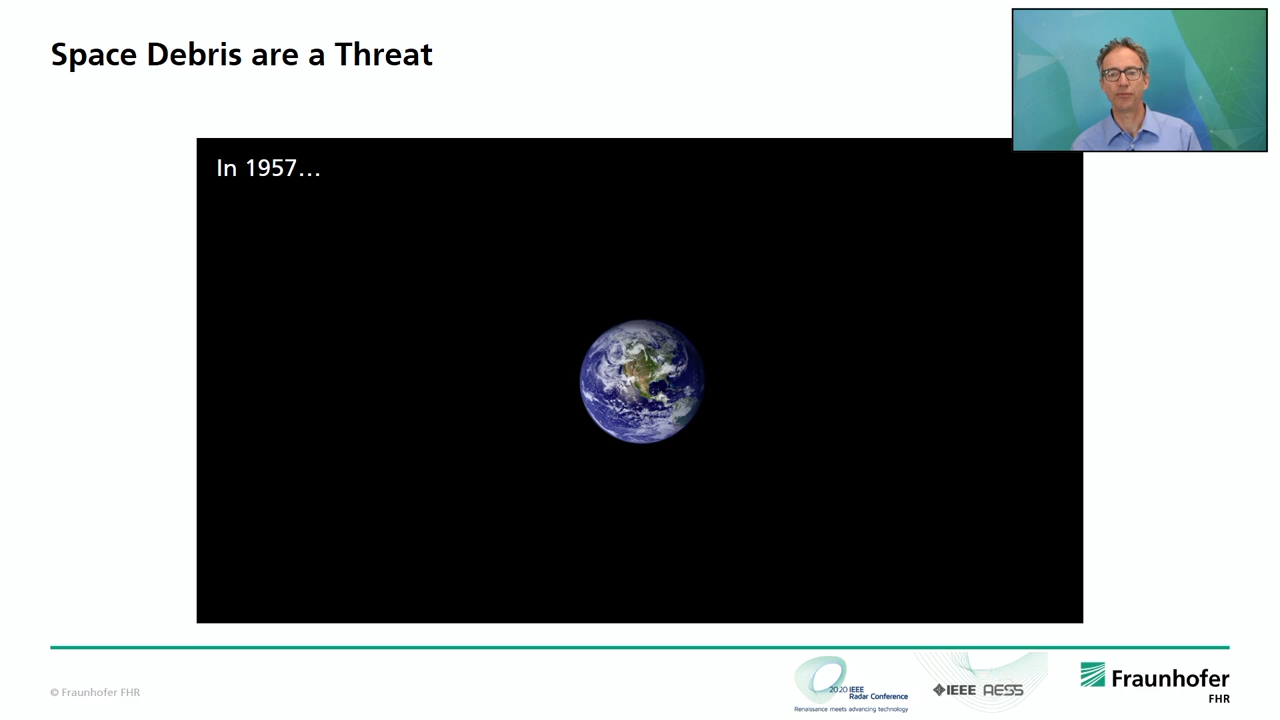 Space Debris are a Threat
In 1957…
© Fraunhofer FHR
2020 IEEE
Radar Conference
Renaissance meets advancing technology
IEEE AESS
Fraunhofer
FHR